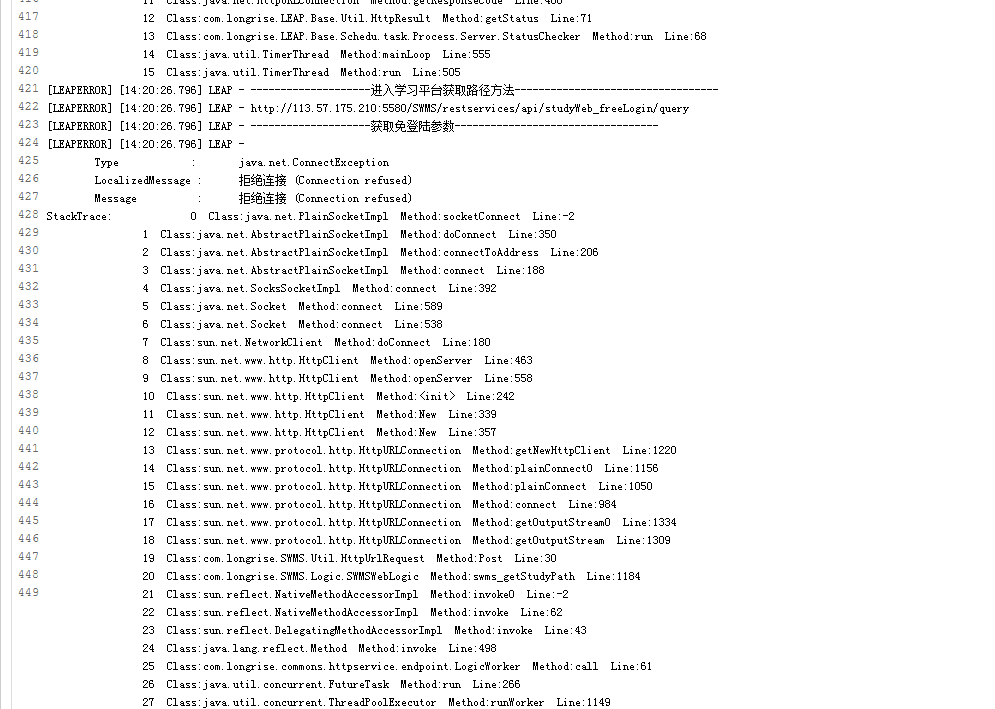 416 11 Class:java.net.HttpURLConnection Method:getResponseCode Line:480
417 12 Class:com.longrise.LEAP.Base.Util.HttpResult Method:getStatus Line:71
418 13 Class:com.longrise.LEAP.Base.Schedu.task.Process.Server.StatusChecker Method:run Line:68
419 14 Class:java.util.TimerThread Method:mainLoop Line:555
420 15 Class:java.util.TimerThread Method:run Line:505
421 [LEAPERROR] [14:20:26.796] LEAP - --------------------进入学习平台获取路径方法----------------------------------
422 [LEAPERROR] [14:20:26.796] LEAP - http://113.57.175.210:5580/SWMS/restservices/api/studyWeb_freeLogin/query
423 [LEAPERROR] [14:20:26.796] LEAP - --------------------获取免登陆参数----------------------------------
424 [LEAPERROR] [14:20:26.796] LEAP -
425 Type : java.net.ConnectException
426 LocalizedMessage : 拒绝连接 (Connection refused)
427 Message : 拒绝连接 (Connection refused)
428 StackTrace: 0 Class:java.net.PlainSocketImpl Method:socketConnect Line:-2
429 1 Class:java.net.AbstractPlainSocketImpl Method:doConnect Line:350
430 2 Class:java.net.AbstractPlainSocketImpl Method:connectToAddress Line:206
431 3 Class:java.net.AbstractPlainSocketImpl Method:connect Line:188
432 4 Class:java.net.SocksSocketImpl Method:connect Line:392
433 5 Class:java.net.Socket Method:connect Line:589
434 6 Class:java.net.Socket Method:connect Line:538
435 7 Class:sun.net.NetworkClient Method:doConnect Line:180
436 8 Class:sun.net.www.http.HttpClient Method:openServer Line:463
437 9 Class:sun.net.www.http.HttpClient Method:openServer Line:558
438 10 Class:sun.net.www.http.HttpClient Method:<init> Line:242
439 11 Class:sun.net.www.http.HttpClient Method:New Line:339
440 12 Class:sun.net.www.http.HttpClient Method:New Line:357
441 13 Class:sun.net.www.protocol.http.HttpURLConnection Method:getNewHttpClient Line:1220
442 14 Class:sun.net.www.protocol.http.HttpURLConnection Method:plainConnect0 Line:1156
443 15 Class:sun.net.www.protocol.http.HttpURLConnection Method:plainConnect Line:1050
444 16 Class:sun.net.www.protocol.http.HttpURLConnection Method:connect Line:984
445 17 Class:sun.net.www.protocol.http.HttpURLConnection Method:getOutputStream0 Line:1334
446 18 Class:sun.net.www.protocol.http.HttpURLConnection Method:getOutputStream Line:1309
447 19 Class:com.longrise.SWMS.Util.HttpUrlRequest Method:Post Line:30
448 20 Class:com.longrise.SWMS.Logic.SWMSWebLogic Method:swms_getStudyPath Line:1184
449 21 Class:sun.reflect.NativeMethodAccessorImpl Method:invoke0 Line:-2
22 Class:sun.reflect.NativeMethodAccessorImpl Method:invoke Line:62
23 Class:sun.reflect.DelegatingMethodAccessorImpl Method:invoke Line:43
24 Class:java.lang.reflect.Method Method:invoke Line:498
25 Class:com.longrise.commons.httpservice.endpoint.LogicWorker Method:call Line:61
26 Class:java.util.concurrent.FutureTask Method:run Line:266
27 Class:java.util.concurrent.ThreadPoolExecutor Method:runWorker Line:1149